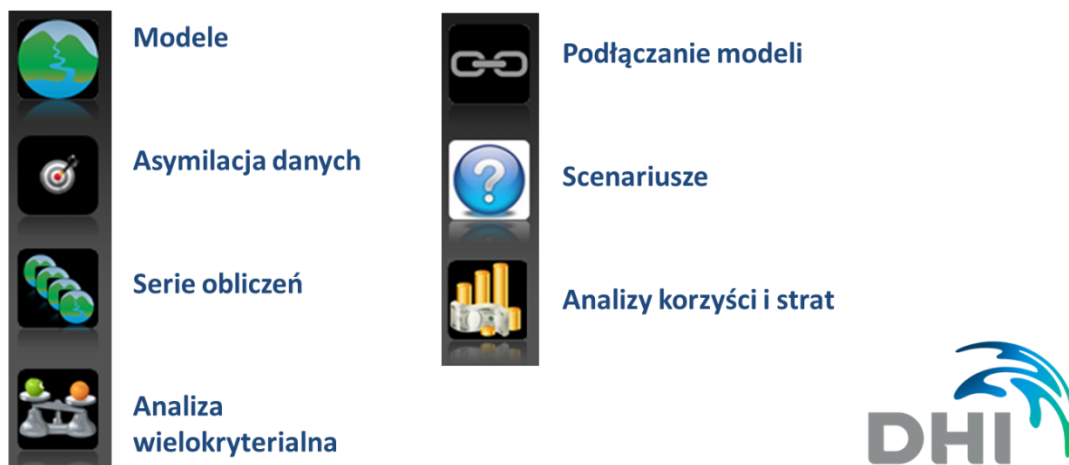 Modele
Asymilacja danych
Serie obliczeń
Analiza
wielokryterialna
Podłączanie modeli
Scenariusze
Analizy korzyści i strat
DHI